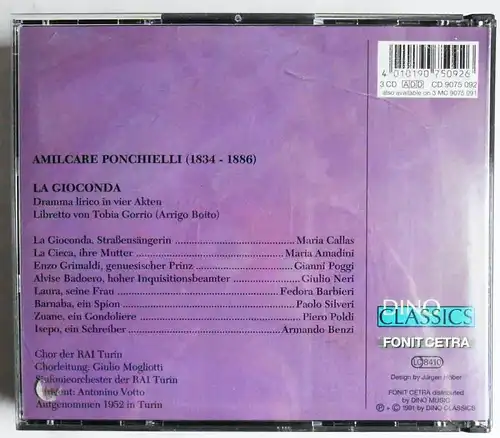 4 010190 750926
3 CD ADD CD 9075 092
also available on 3 MC 9075 091
AMILCARE PONCHIELLI (1834 - 1886)
LA GIOCONDA
Dramma lirico in vier Akten
Libretto von Tobia Gorrio (Arrigo Boito)
La Gioconda, Straßensängerin Maria Callas
La Cieca, ihre Mutter Maria Amadini
Enzo Grimaldi, genuesischer Prinz Gianni Poggi
Alvise Badoero, hoher Inquisitionsbeamter Giulio Neri
Laura, seine Frau Fedora Barbieri
Barnaba, ein Spion Paolo Silveri
Zuane, ein Gondoliere Piero Poldi
Isepo, ein Schreiber Armando Benzi
Chor der RAI Turin
Chorleitung: Giulio Mogliotti
Sinfonieorchester der RAI Turin
Dirigent: Antonino Votto
Aufgenommen 1952 in Turin
DINO
CLASSICS
FONIT CETRA
LC 8410
Design by Jürgen Huber
FONIT CETRA distributed
by DINO MUSIC
℗ + © 1991 by DINO CLASSICS